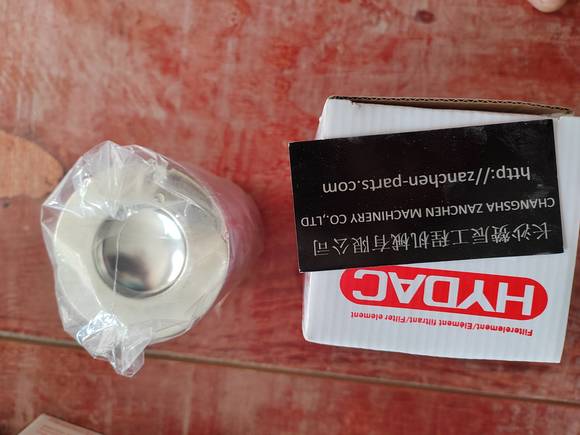 Filterelement/Element filtrant/Filter element
HYDAC
长沙赞辰工程机械有限公司
CHANGSHA ZANCHEN MACHINERY CO.,LTD
http://zanchen-parts.com